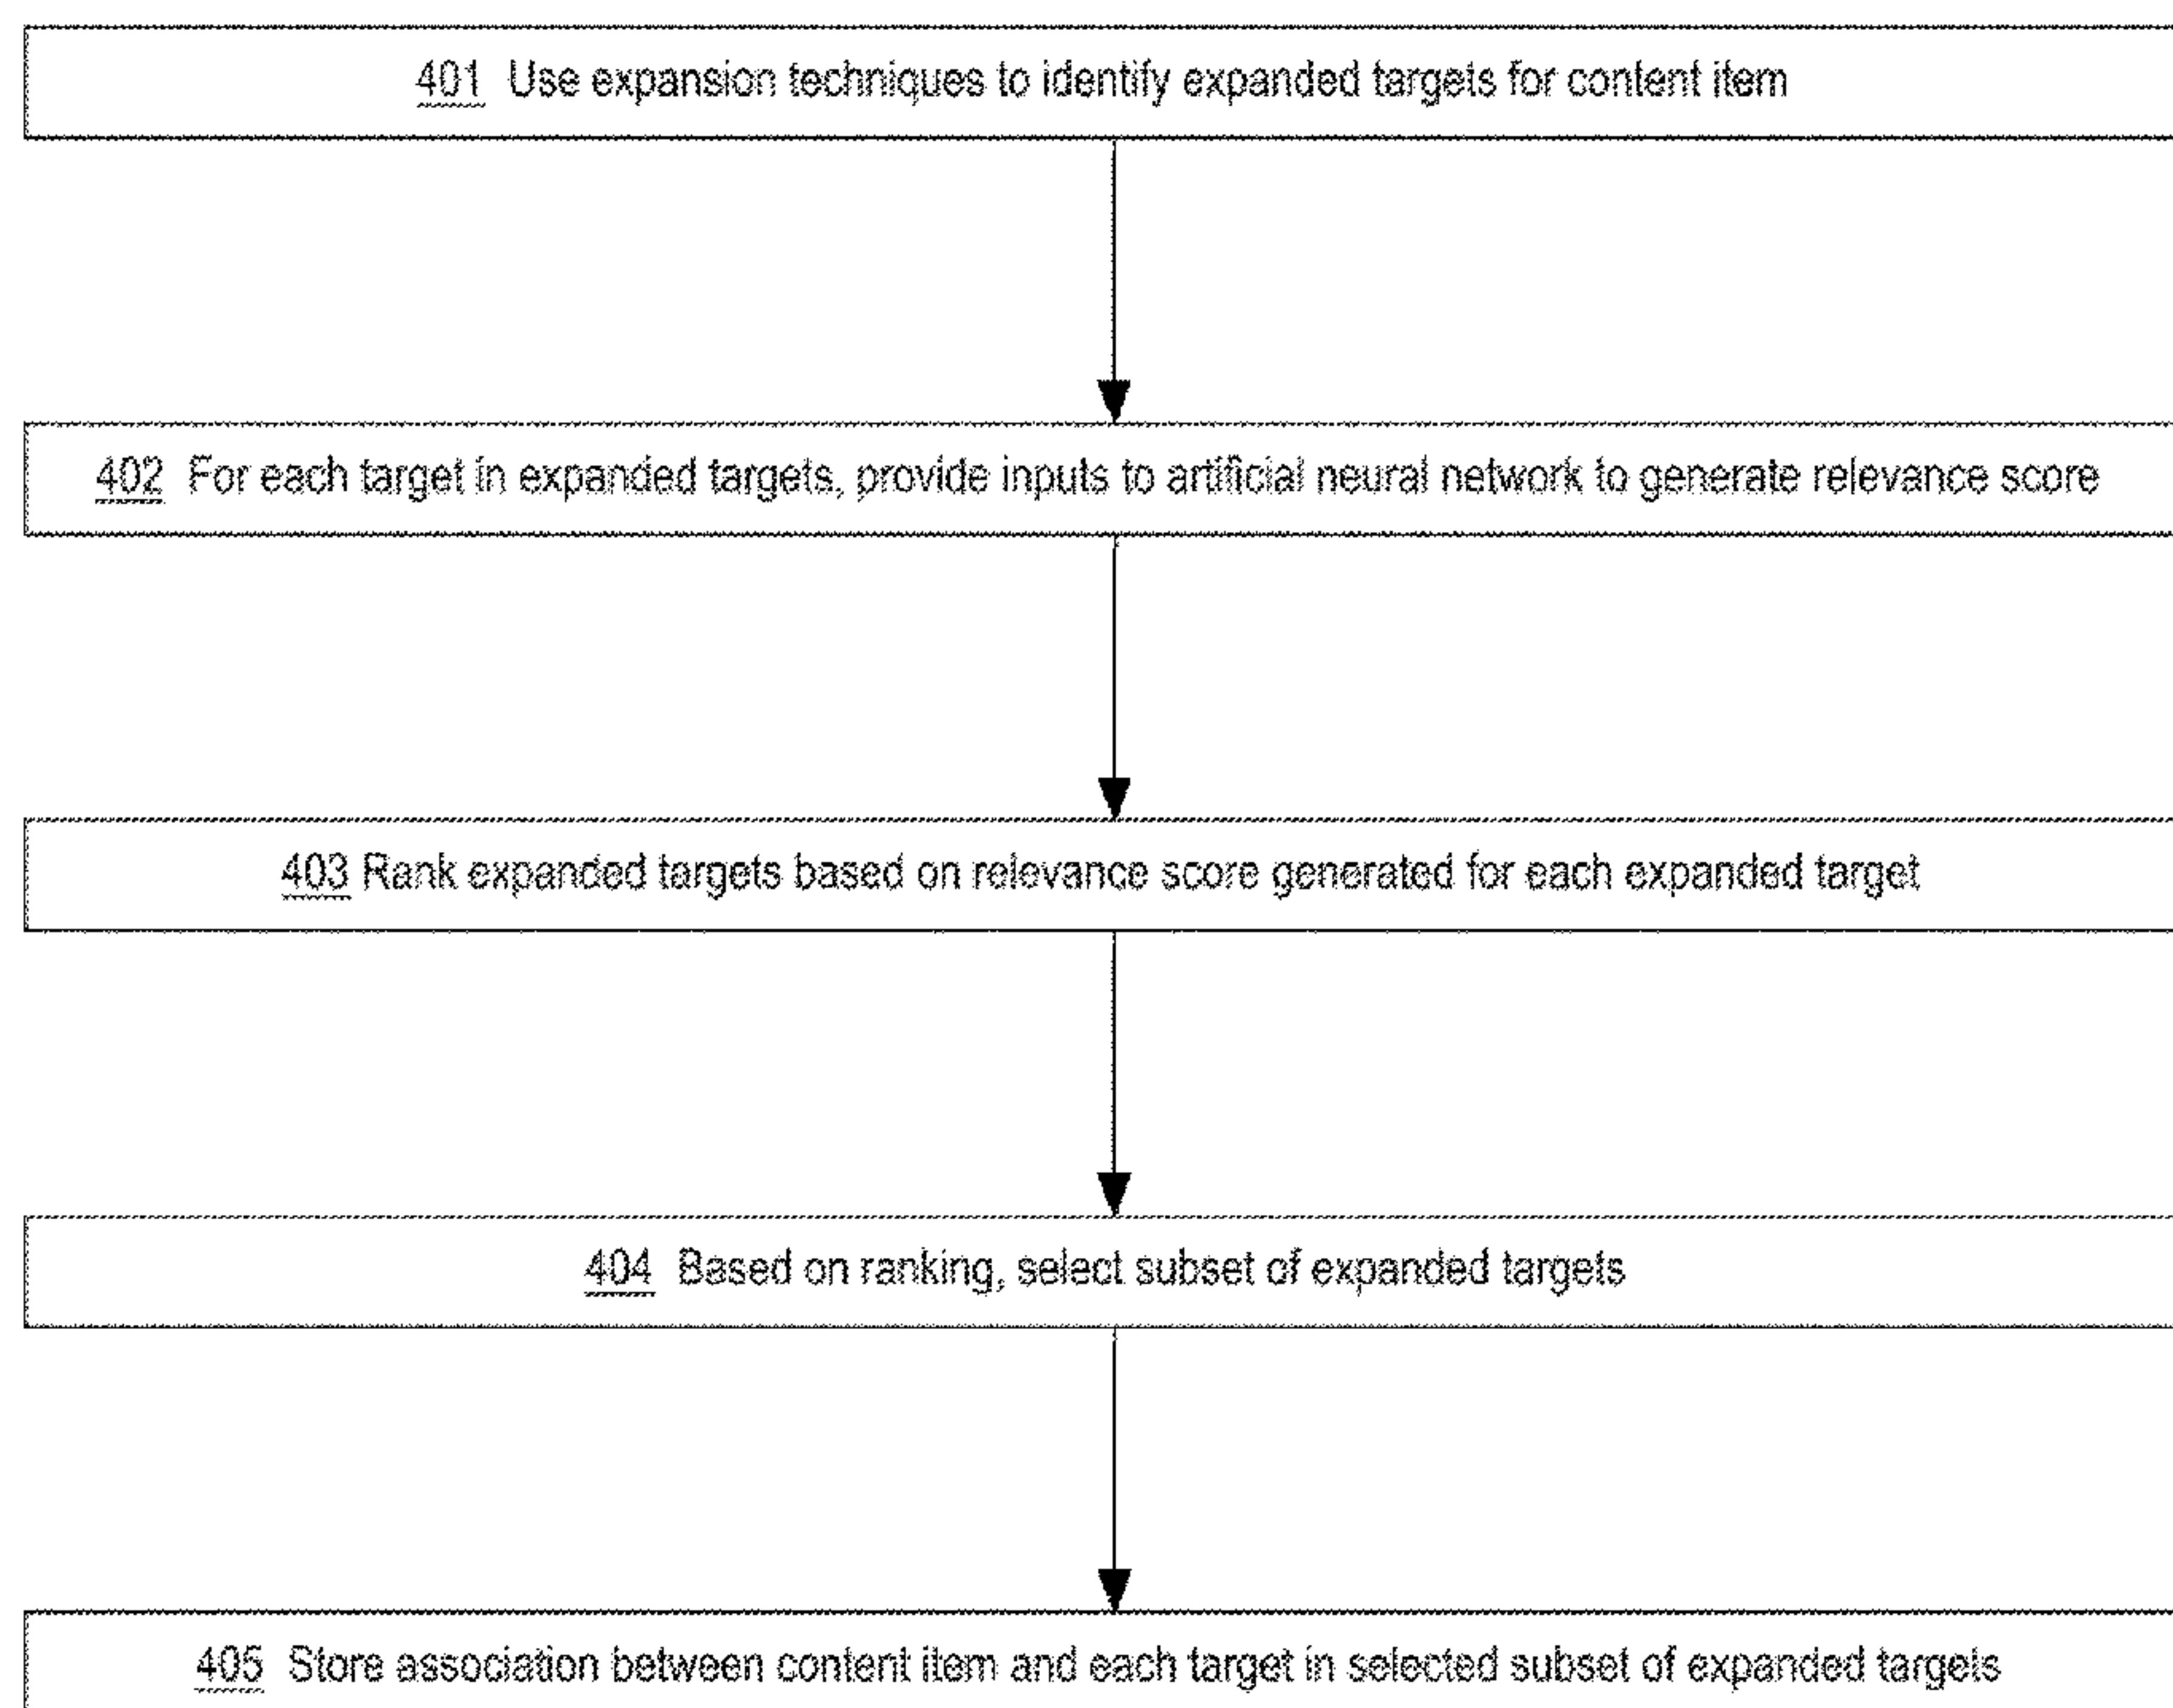 401 Use expansion techniques to identify expanded targets for content item
402 For each target in expanded targets, provide inputs to artificial neural network to generate relevance score
403 Rank expanded targets based on relevance score generated for each expanded target
404 Based on ranking, select subset of expanded targets
405 Store association between content item and each target in selected subset of expanded targets